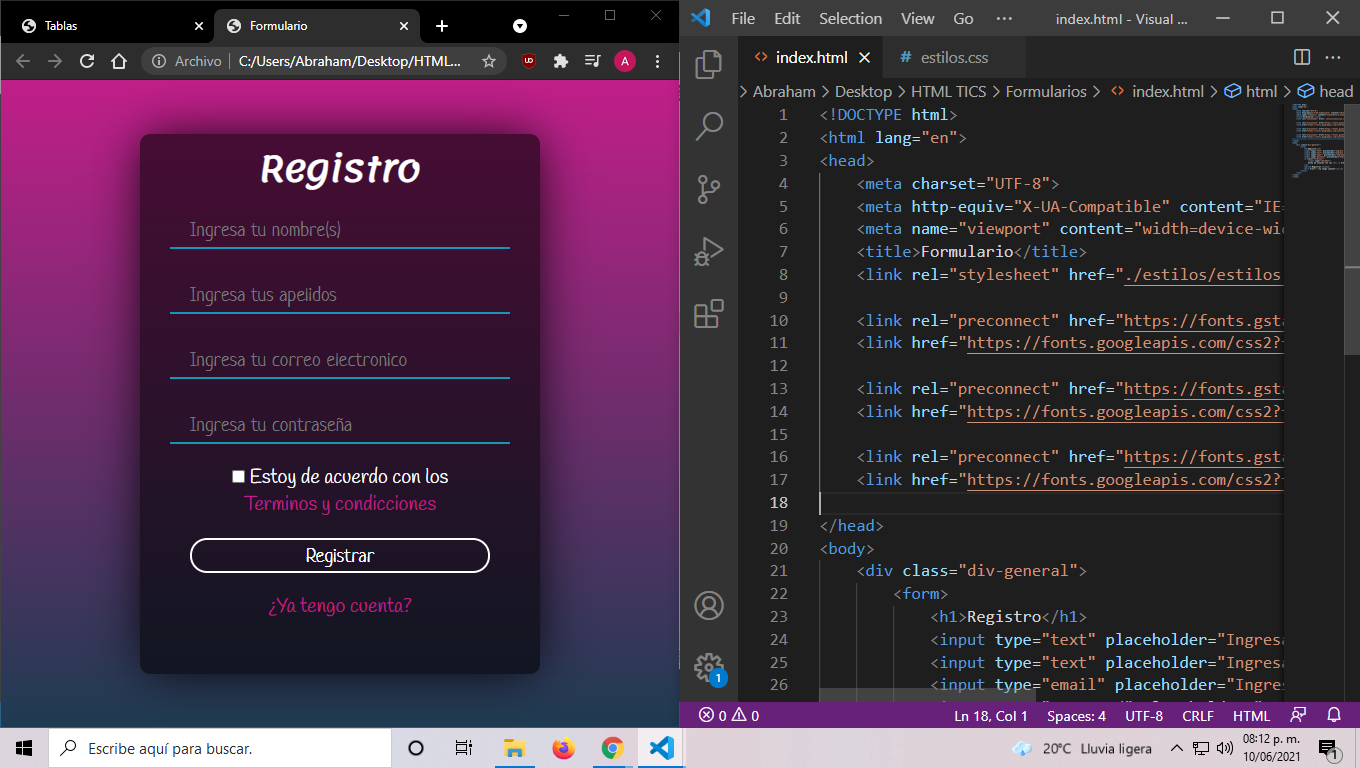 Tablas
Formulario
Archivo
C:/Users/Abraham/Desktop/HTML...
UD
A
Registro
Ingresa tu nombre(s)
Ingresa tus apelidos
Ingresa tu correo electronico
Ingresa tu contraseña
Estoy de acuerdo con los
Terminos y condicciones
Registrar
¿Ya tengo cuenta?
File Edit Selection View Go ··· index.html - Visual ...
index.html
# estilos.css
> Abraham > Desktop > HTML TICS > Formularios > index.html > html > head
1 <!DOCTYPE html>
2 <html lang="en">
3 <head>
4 <meta charset="UTF-8">
5 <meta http-equiv="X-UA-Compatible" content="IE=
6 <meta name="viewport" content="width=device-wi
7 <title>Formulario</title>
8 <link rel="stylesheet" href="./estilos/estilos.
9
10 <link rel="preconnect" href="https://fonts.gsta
11 <link href="https://fonts.googleapis.com/css2?
12
13 <link rel="preconnect" href="https://fonts.gsta
14 <link href="https://fonts.googleapis.com/css2?
15
16 <link rel="preconnect" href="https://fonts.gsta
17 <link href="https://fonts.googleapis.com/css2?
18
19 </head>
20 <body>
21 <div class="div-general">
22 <form>
23 <h1>Registro</h1>
24 <input type="text" placeholder="Ingresa
25 <input type="text" placeholder="Ingresa
26 <input type="email" placeholder="Ingres
1
0 0
Ln 18, Col 1 Spaces: 4 UTF-8 CRLF HTML
Escribe aquí para buscar.
20°C Lluvia ligera
08:12 p. m.
10/06/2021
1